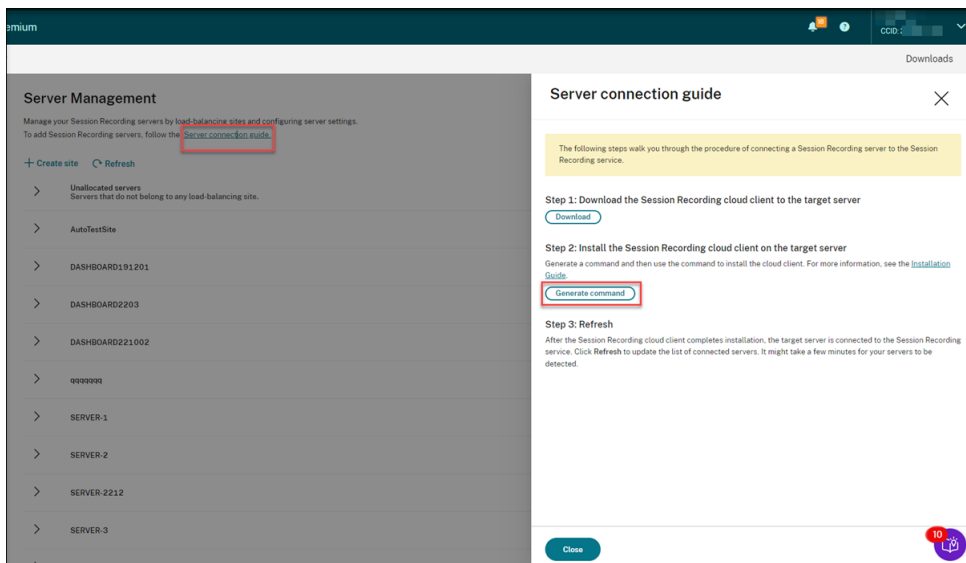 emium
CCID:
Downloads
Server Management
Manage your Session Recording servers by load-balancing sites and configuring server settings.
To add Session Recording servers, follow the Server connection guide.
Create site
Refresh
Unallocated servers
Servers that do not belong to any load-balancing site.
AutoTestSite
DASHBOARD191201
DASHBOARD2203
DASHBOARD221002
qqqqqqq
SERVER-1
SERVER-2
SERVER-2212
SERVER-3
Server connection guide
The following steps walk you through the procedure of connecting a Session Recording server to the Session
Recording service.
Step 1: Download the Session Recording cloud client to the target server
Download
Step 2: Install the Session Recording cloud client on the target server
Generate a command and then use the command to install the cloud client. For more information, see the Installation
Guide.
Generate command
Step 3: Refresh
After the Session Recording cloud client completes installation, the target server is connected to the Session Recording
service. Click Refresh to update the list of connected servers. It might take a few minutes for your servers to be
detected.
Close
10